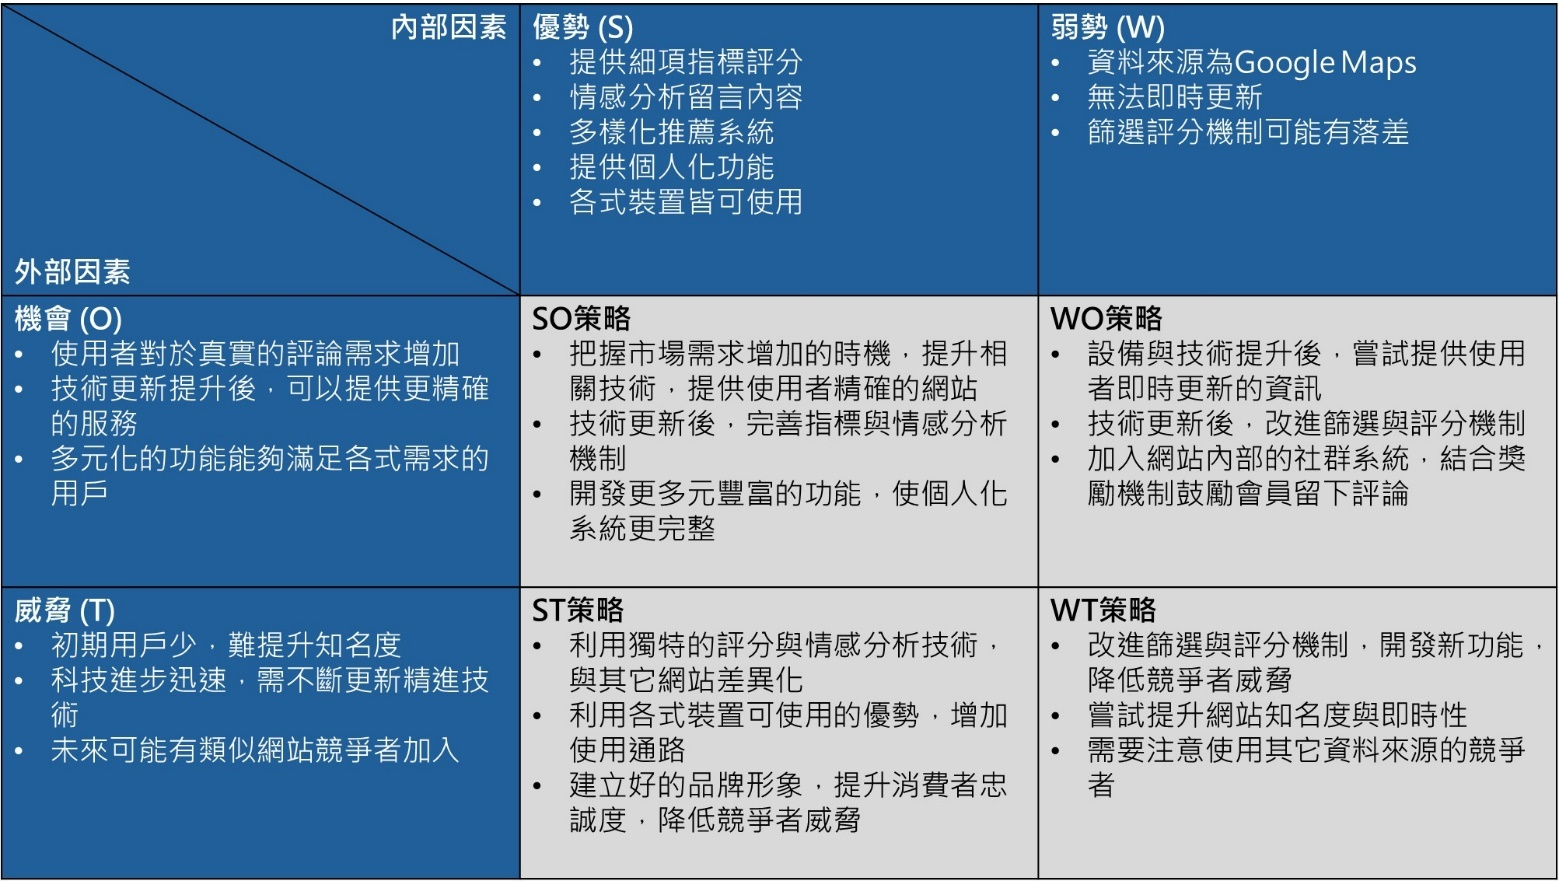 內部因素
外部因素
優勢 (S)
• 提供細項指標評分
• 情感分析留言內容
• 多樣化推薦系統
• 提供個人化功能
• 各式裝置皆可使用
弱勢 (W)
• 資料來源為Google Maps
• 無法即時更新
• 篩選評分機制可能有落差
機會 (O)
• 使用者對於真實的評論需求增加
• 技術更新提升後，可以提供更精確
的服務
• 多元化的功能能夠滿足各式需求的
用戶
SO策略
• 把握市場需求增加的時機，提升相
關技術，提供使用者精確的網站
• 技術更新後，完善指標與情感分析
機制
• 開發更多元豐富的功能，使個人化
系統更完整
WO策略
• 設備與技術提升後，嘗試提供使用
者即時更新的資訊
• 技術更新後，改進篩選與評分機制
• 加入網站內部的社群系統，結合獎
勵機制鼓勵會員留下評論
威脅 (T)
• 初期用戶少，難提升知名度
• 科技進步迅速，需不斷更新精進技
術
• 未來可能有類似網站競爭者加入
ST策略
• 利用獨特的評分與情感分析技術，
與其它網站差異化
• 利用各式裝置可使用的優勢，增加
使用通路
• 建立好的品牌形象，提升消費者忠
誠度，降低競爭者威脅
WT策略
• 改進篩選與評分機制，開發新功能，
降低競爭者威脅
• 嘗試提升網站知名度與即時性
• 需要注意使用其它資料來源的競爭
者